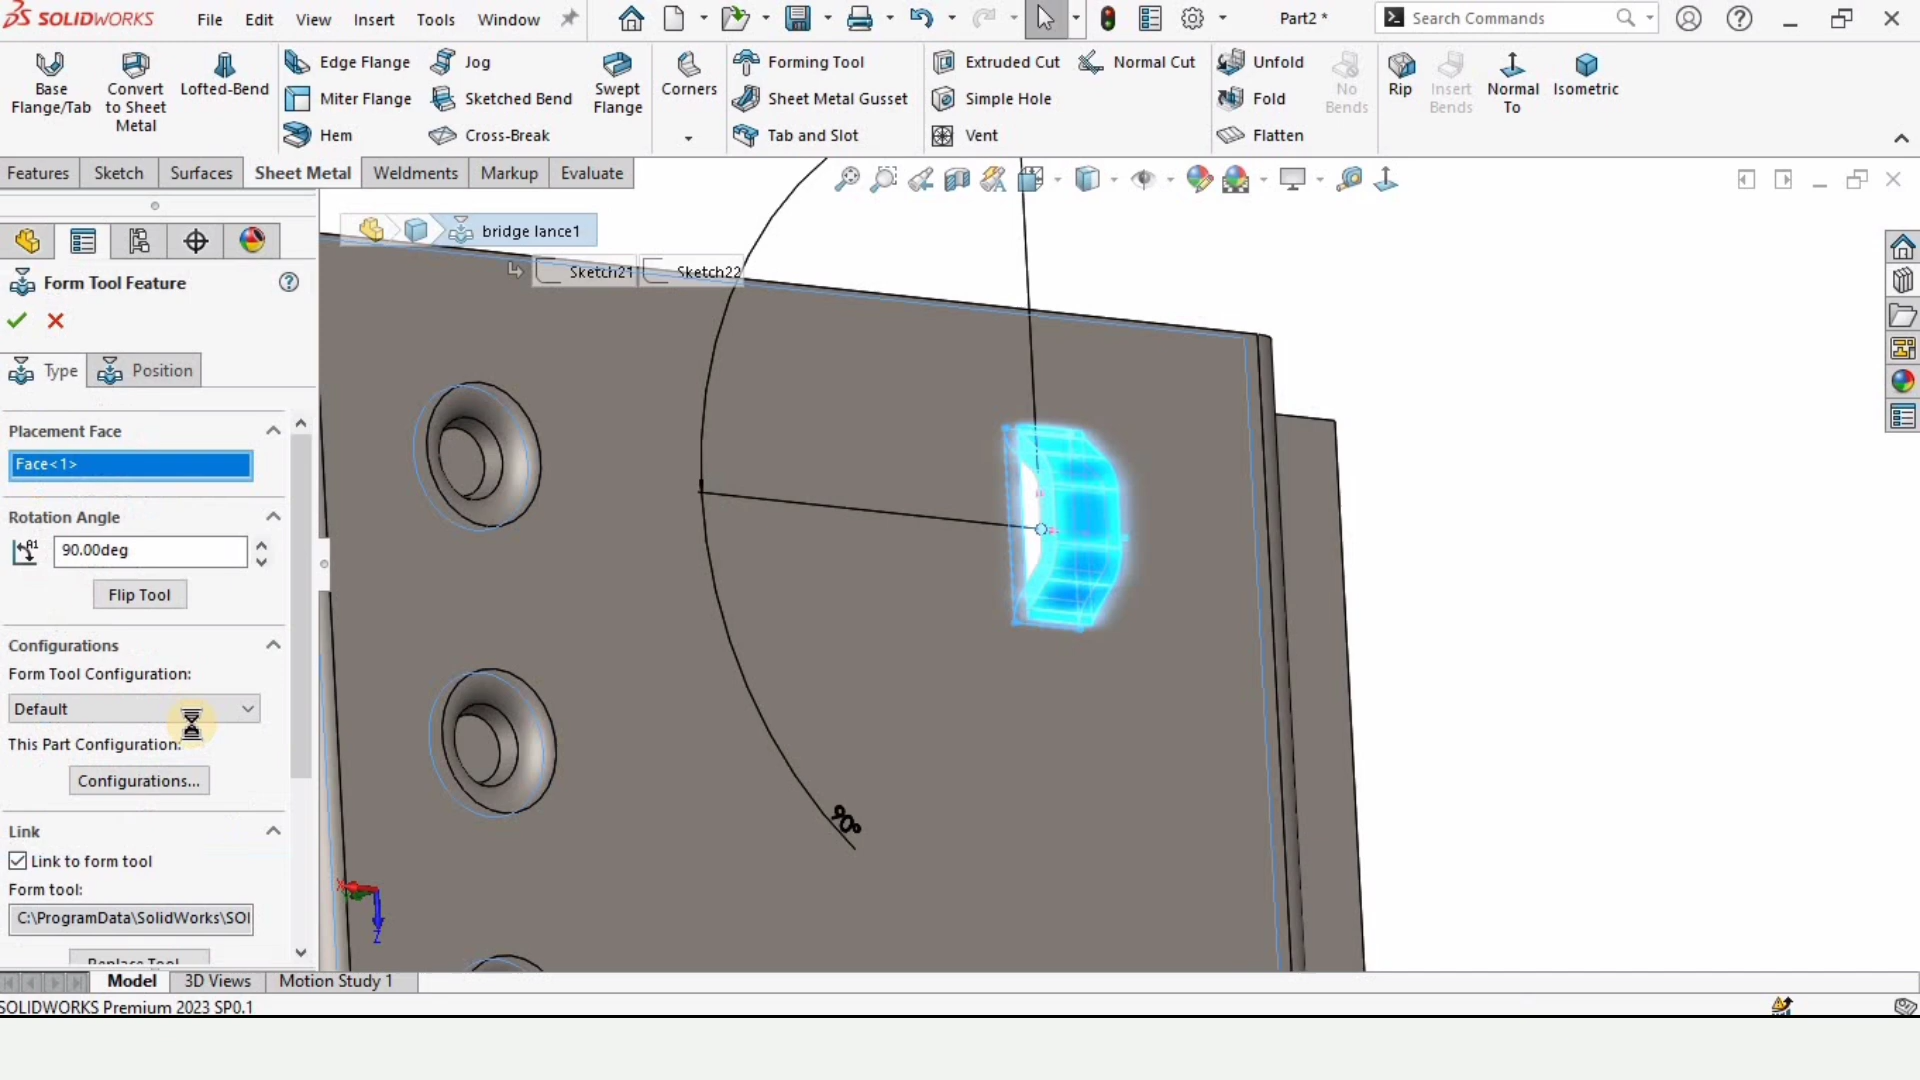 SOLIDWORKS File Edit View Insert Tools Window Part2 * Search Commands
Base Flange/Tab Convert to Sheet Metal Lofted-Bend Edge Flange Jog Swept Flange Corners Forming Tool Extruded Cut Normal Cut Unfold No Bends Rip Insert Bends Normal To Isometric
Miter Flange Sketched Bend Sheet Metal Gusset Simple Hole Fold
Hem Cross-Break Tab and Slot Vent Flatten
Features Sketch Surfaces Sheet Metal Weldments Markup Evaluate
bridge lance1
Sketch21 Sketch22
Form Tool Feature
Type Position
Placement Face
Face<1>
Rotation Angle
90.00deg
Flip Tool
Configurations
Form Tool Configuration:
Default
This Part Configuration:
Configurations...
Link
Link to form tool
Form tool:
C:\ProgramData\SolidWorks\SOI
Replace Tool...
90°
X
Z
Model 3D Views Motion Study 1
SOLIDWORKS Premium 2023 SP0.1